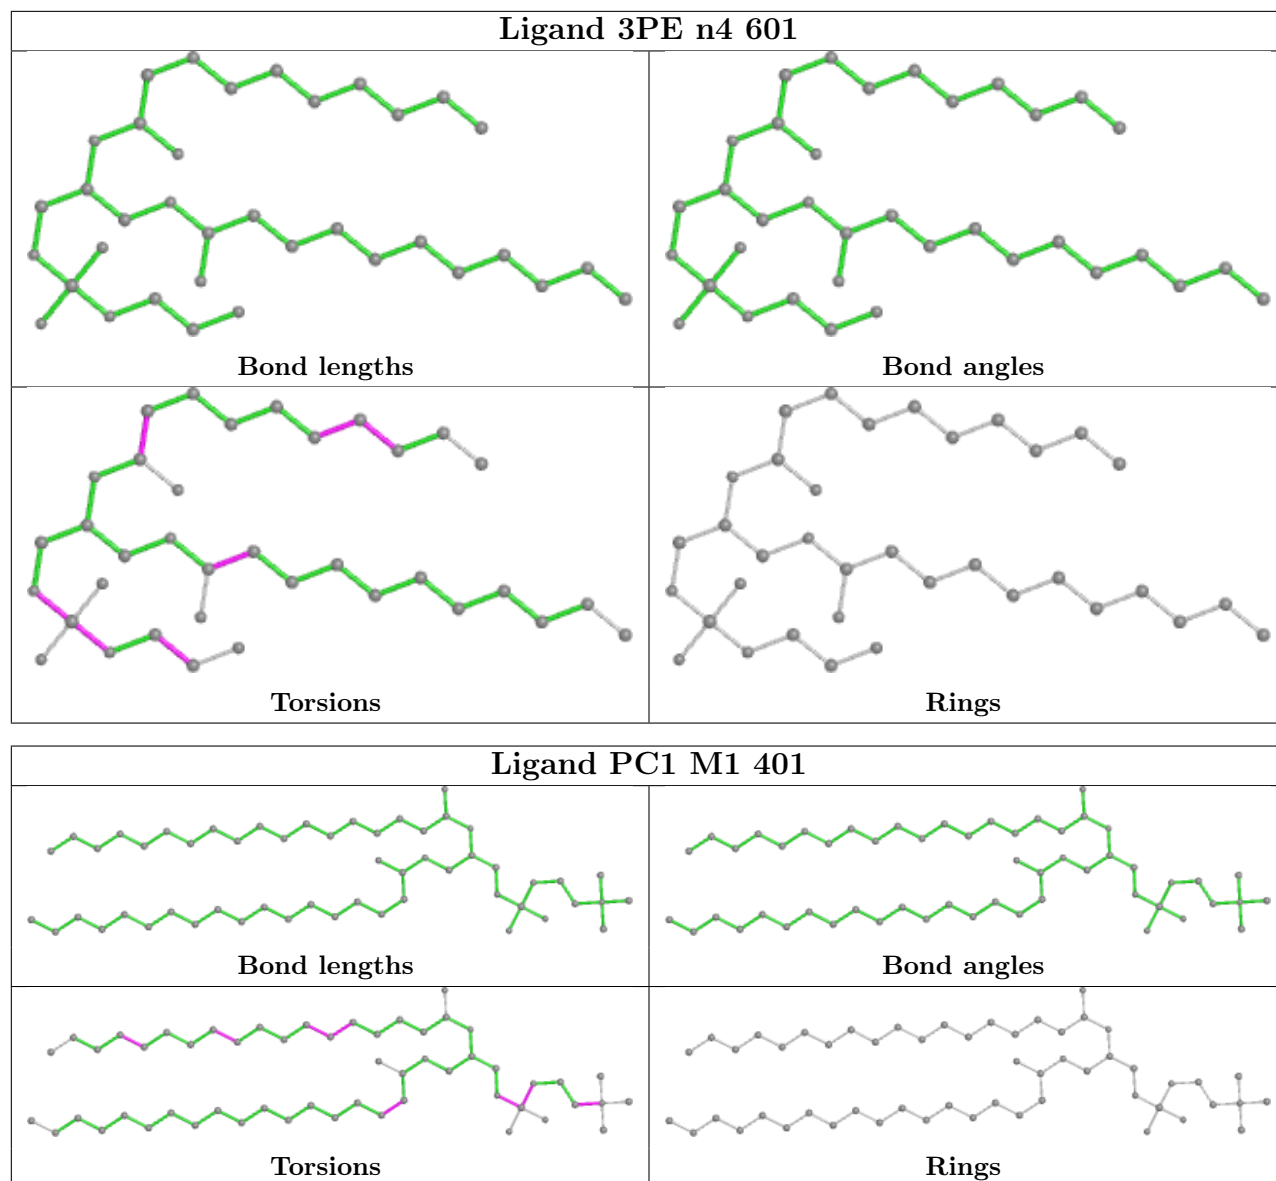 Ligand 3PE n4 601
Bond lengths
Bond angles
Torsions
Rings
Ligand PC1 M1 401
Bond lengths
Bond angles
Torsions
Rings